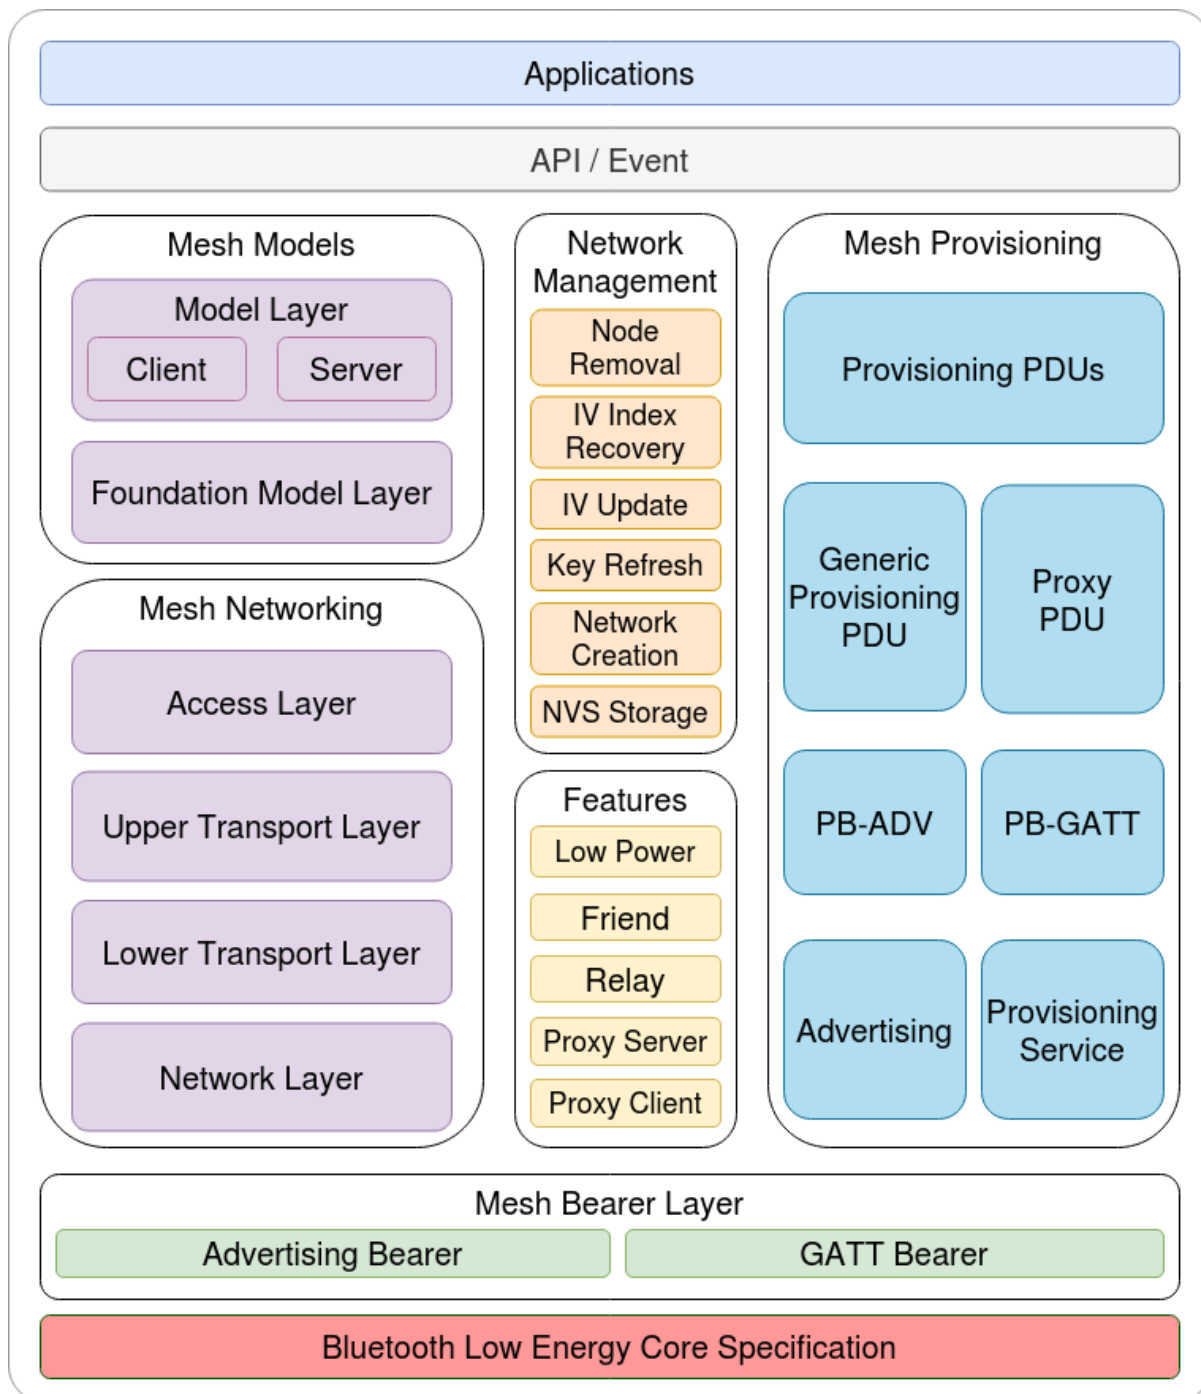 Applications
API / Event
Mesh Models
Model Layer
Client
Server
Foundation Model Layer
Mesh Networking
Access Layer
Upper Transport Layer
Lower Transport Layer
Network Layer
Network
Management
Node
Removal
IV Index
Recovery
IV Update
Key Refresh
Network
Creation
NVS Storage
Features
Low Power
Friend
Relay
Proxy Server
Proxy Client
Mesh Provisioning
Provisioning PDUs
Generic
Provisioning
PDU
Proxy
PDU
PB-ADV
PB-GATT
Advertising
Provisioning
Service
Mesh Bearer Layer
Advertising Bearer
GATT Bearer
Bluetooth Low Energy Core Specification